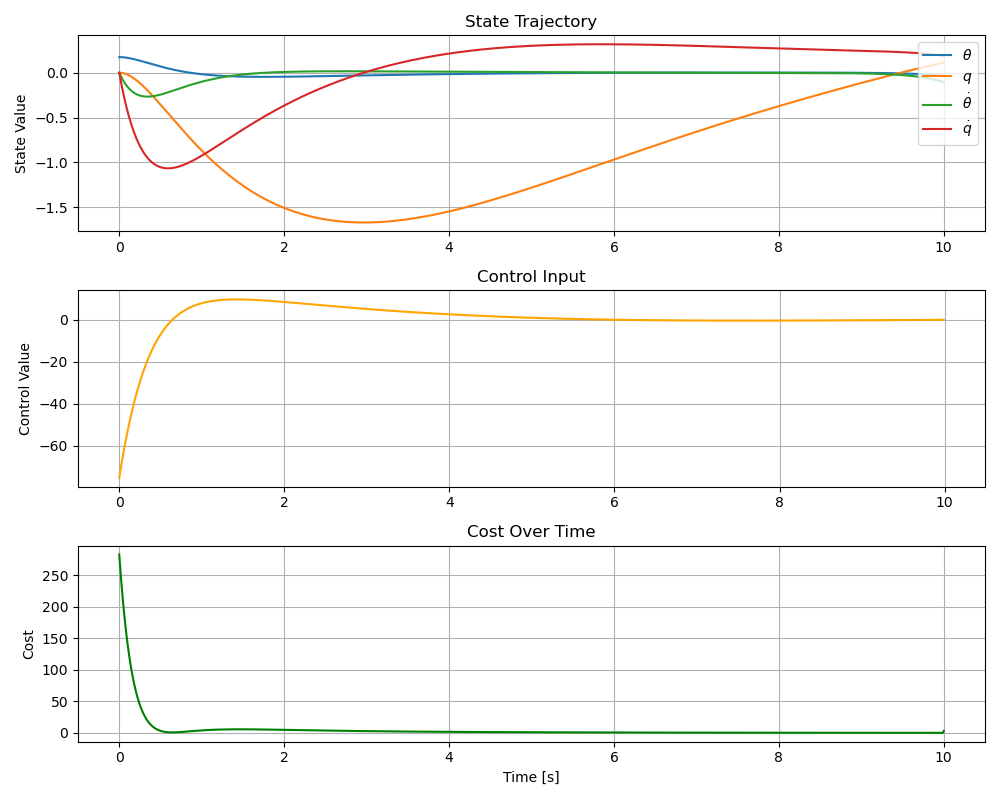 State Trajectory
State Value
0.0
−0.5
−1.0
−1.5
θ
q
θ̇
q̇
0 2 4 6 8 10
Control Input
Control Value
0
−20
−40
−60
0 2 4 6 8 10
Cost Over Time
Cost
250
200
150
100
50
0
0 2 4 6 8 10
Time [s]